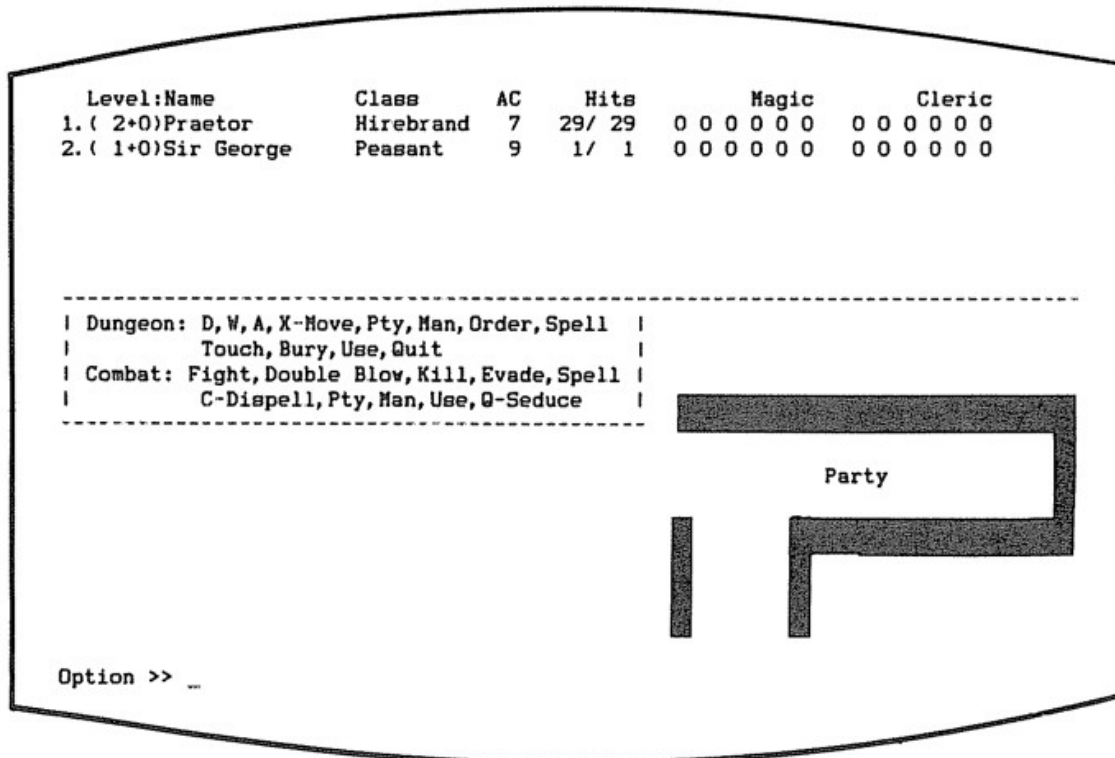 Level:Name Class AC Hits Magic Cleric
1.( 2+0)Praetor Hirebrand 7 29/ 29 0 0 0 0 0 0 0 0 0 0 0 0
2.( 1+0)Sir George Peasant 9 1/ 1 0 0 0 0 0 0 0 0 0 0 0 0
Dungeon: D,W,A,X-Move,Pty,Man,Order,Spell
Touch,Bury,Use,Quit
Combat: Fight,Double Blow,Kill,Evade,Spell
C-Dispell,Pty,Man,Use,Q-Seduce
Party
Option >> _